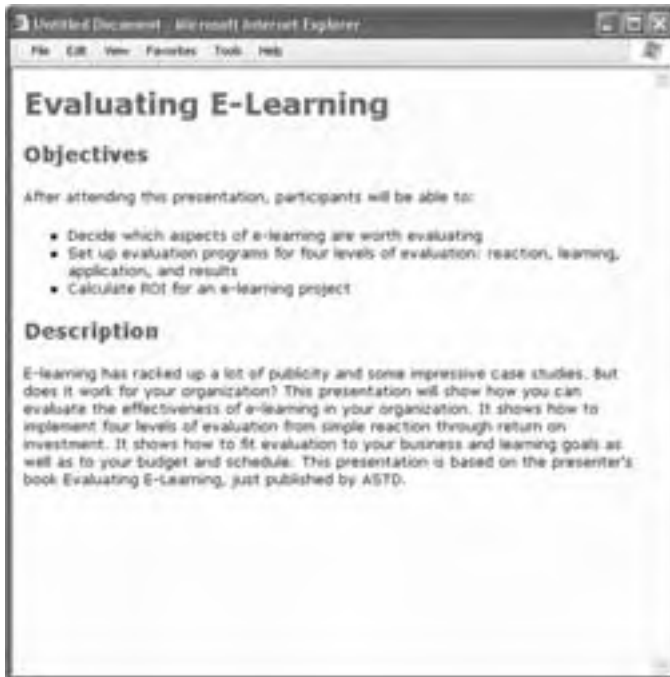 Untitled Document - Microsoft Internet Explorer
File Edit View Favorites Tools Help
Evaluating E-Learning
Objectives
After attending this presentation, participants will be able to:
• Decide which aspects of e-learning are worth evaluating
• Set up evaluation programs for four levels of evaluation: reaction, learning,
application, and results
• Calculate ROI for an e-learning project
Description
E-learning has racked up a lot of publicity and some impressive case studies. But
does it work for your organization? This presentation will show how you can
evaluate the effectiveness of e-learning in your organization. It shows how to
implement four levels of evaluation from simple reaction through return on
investment. It shows how to fit evaluation to your business and learning goals as
well as to your budget and schedule. This presentation is based on the presenter's
book Evaluating E-Learning, just published by ASTD.